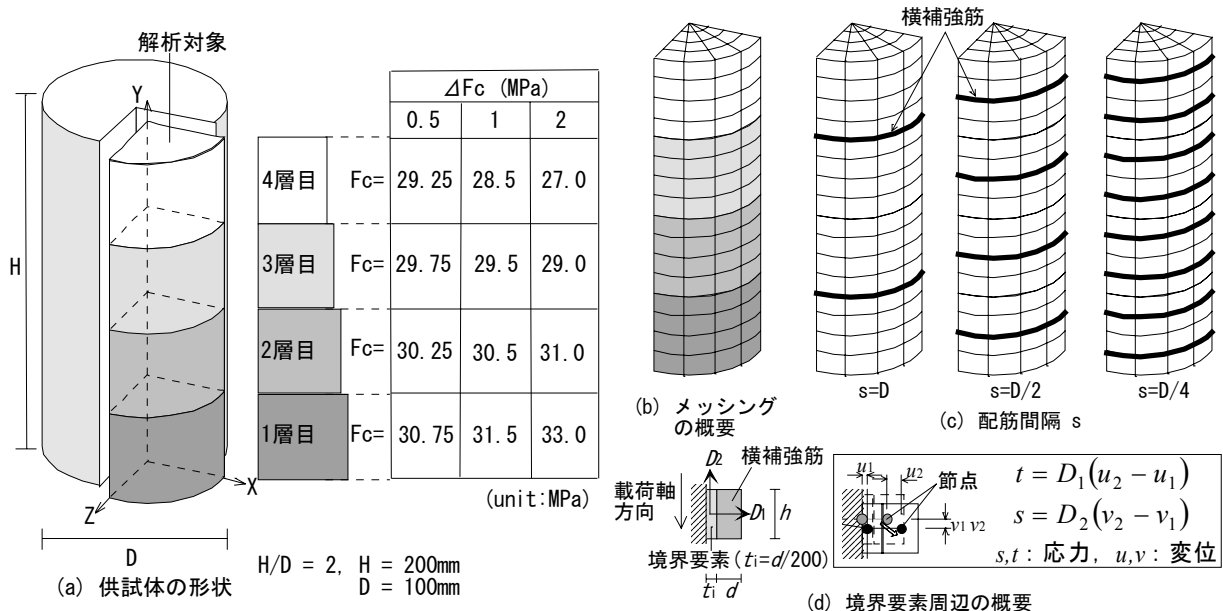 解析対象
Y
H
X
Z
D
(a) 供試体の形状
H/D = 2, H = 200mm
D = 100mm
⊿Fc (MPa)
0.5 1 2
4層目 Fc= 29.25 28.5 27.0
3層目 Fc= 29.75 29.5 29.0
2層目 Fc= 30.25 30.5 31.0
1層目 Fc= 30.75 31.5 33.0
(unit:MPa)
(b) メッシング
の概要
横補強筋
s=D s=D/2 s=D/4
(c) 配筋間隔 s
載荷軸
方向
D2
横補強筋
D1 h
境界要素(ti=d/200)
ti d
u1 u2
節点
v1 v2
t = D1(u2 − u1)
s = D2(v2 − v1)
s,t : 応力, u,v : 変位
(d) 境界要素周辺の概要